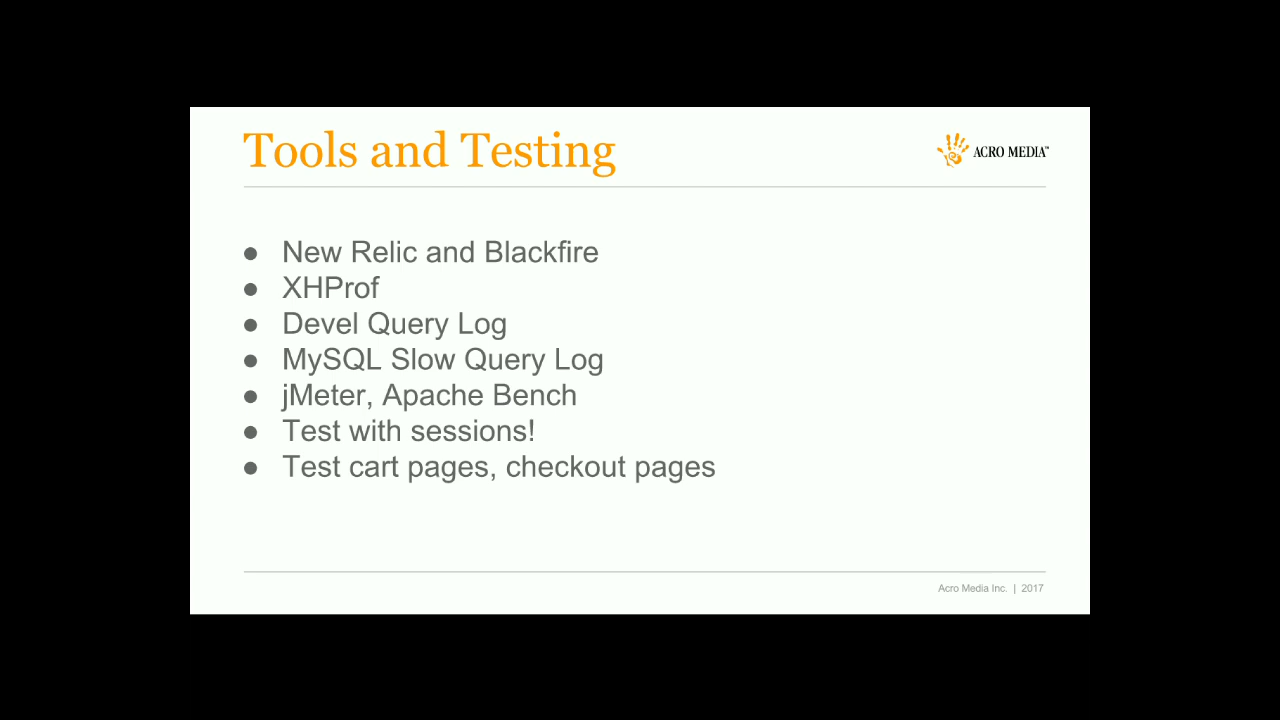 Tools and Testing
ACRO MEDIA™
● New Relic and Blackfire
● XHProf
● Devel Query Log
● MySQL Slow Query Log
● jMeter, Apache Bench
● Test with sessions!
● Test cart pages, checkout pages
Acro Media Inc. | 2017